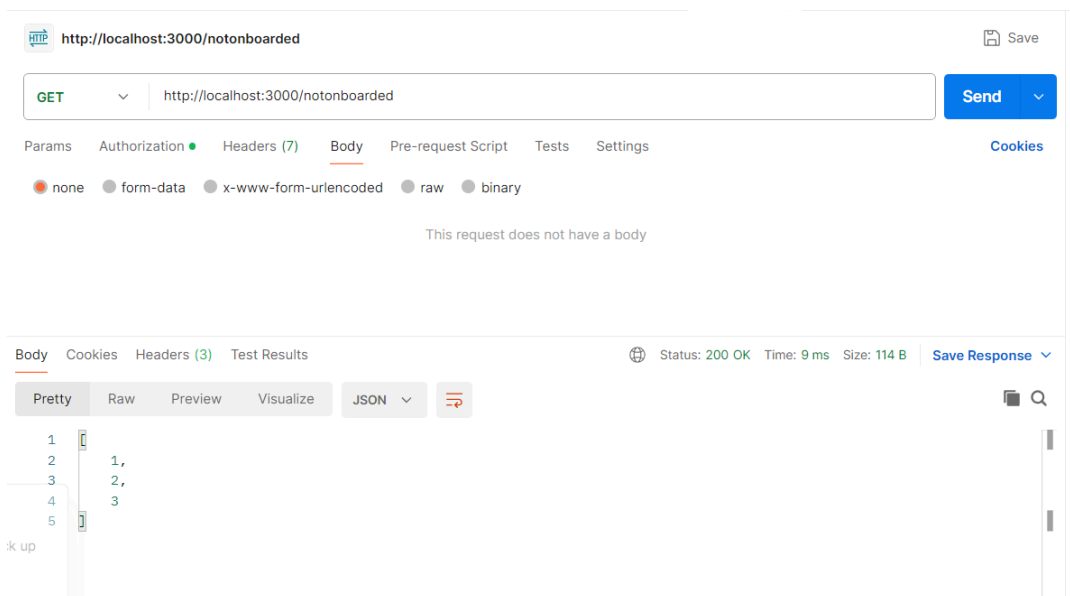 HTTP http://localhost:3000/notonboarded Save
GET http://localhost:3000/notonboarded Send
Params Authorization Headers (7) Body Pre-request Script Tests Settings Cookies
none form-data x-www-form-urlencoded raw binary
This request does not have a body
Body Cookies Headers (3) Test Results Status: 200 OK Time: 9 ms Size: 114 B Save Response
Pretty Raw Preview Visualize JSON
1 [
2 1,
3 2,
4 3
5 ]
k up